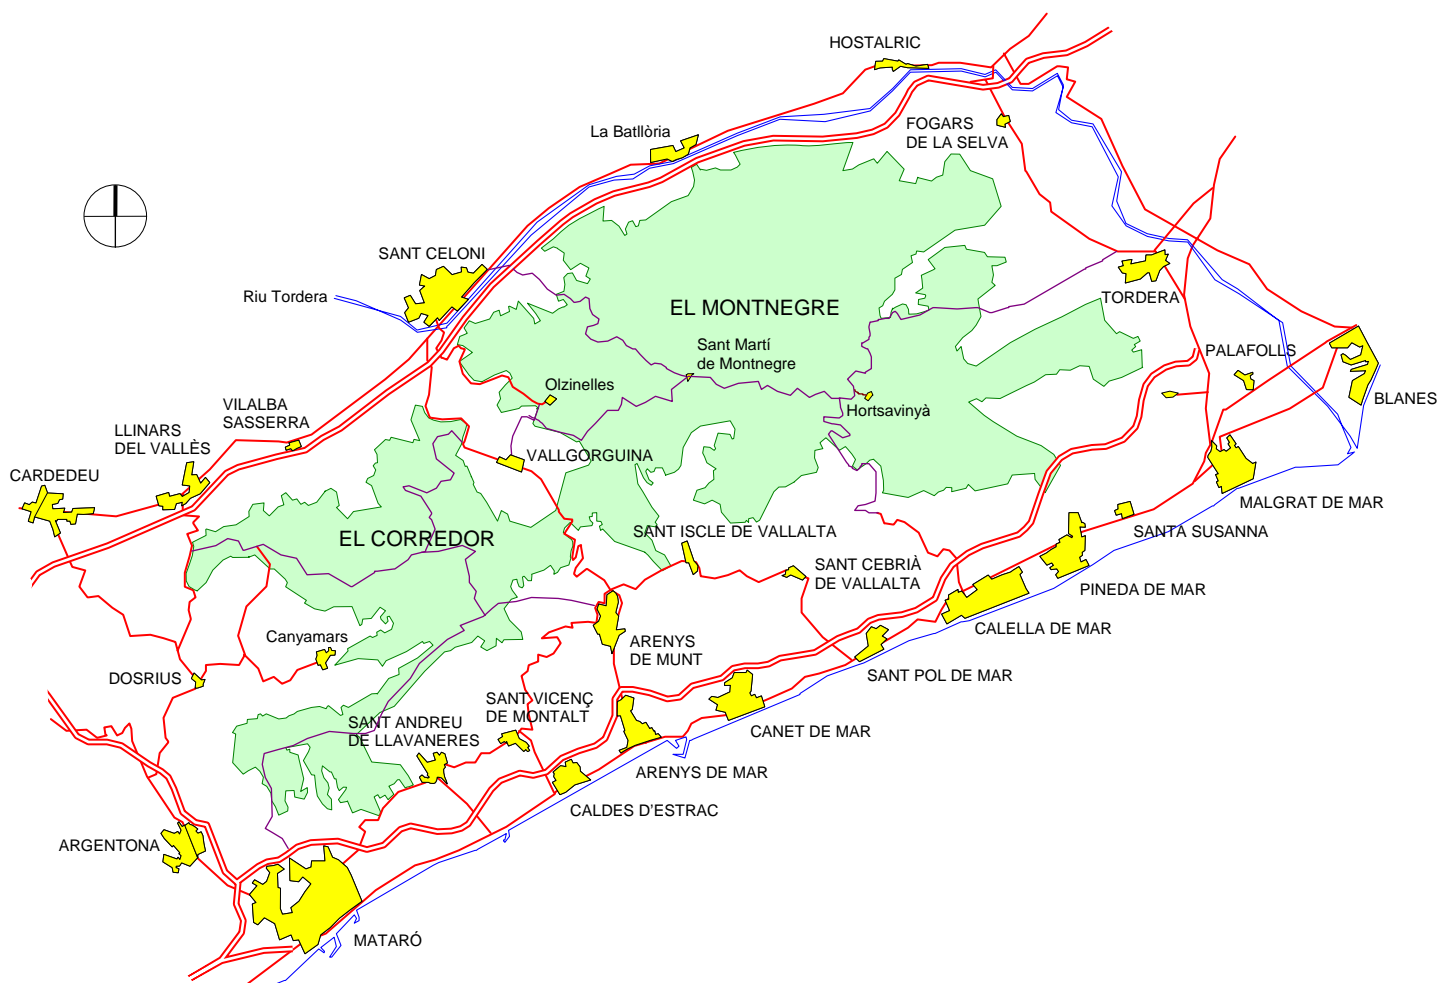 HOSTALRIC
La Batllòria
FOGARS
DE LA SELVA
SANT CELONI
Riu Tordera
EL MONTNEGRE
TORDERA
Sant Martí
de Montnegre
PALAFOLLS
Olzinelles
Hortsavinyà
BLANES
VILALBA
SASSERRA
LLINARS
DEL VALLÈS
VALLGORGUINA
CARDEDEU
MALGRAT DE MAR
EL CORREDOR
SANT ISCLE DE VALLALTA
SANTA SUSANNA
SANT CEBRIÀ
DE VALLALTA
PINEDA DE MAR
Canyamars
ARENYS
DE MUNT
CALELLA DE MAR
DOSRIUS
SANT POL DE MAR
SANT VICENÇ
DE MONTALT
SANT ANDREU
DE LLAVANERES
CANET DE MAR
ARENYS DE MAR
CALDES D'ESTRAC
ARGENTONA
MATARÓ